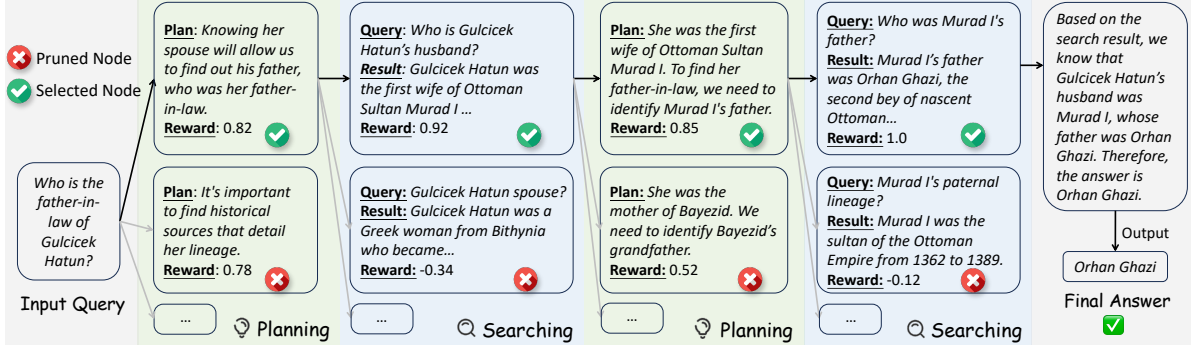 Pruned Node
Selected Node
Who is the
father-in-
law of
Gulcicek
Hatun?
Input Query
Plan: Knowing her
spouse will allow us
to find out his father,
who was her father-
in-law.
Reward: 0.82
Plan: It's important
to find historical
sources that detail
her lineage.
Reward: 0.78
...
Planning
Query: Who is Gulcicek
Hatun’s husband?
Result: Gulcicek Hatun was
the first wife of Ottoman
Sultan Murad I ...
Reward: 0.92
Query: Gulcicek Hatun spouse?
Result: Gulcicek Hatun was a
Greek woman from Bithynia
who became...
Reward: -0.34
...
Searching
Plan: She was the first
wife of Ottoman Sultan
Murad I. To find her
father-in-law, we need to
identify Murad I's father.
Reward: 0.85
Plan: She was the
mother of Bayezid. We
need to identify Bayezid’s
grandfather.
Reward: 0.52
...
Planning
Query: Who was Murad I's
father?
Result: Murad I’s father
was Orhan Ghazi, the
second bey of nascent
Ottoman...
Reward: 1.0
Query: Murad I's paternal
lineage?
Result: Murad I was the
sultan of the Ottoman
Empire from 1362 to 1389.
Reward: -0.12
...
Searching
Based on the
search result, we
know that
Gulcicek Hatun’s
husband was
Murad I, whose
father was Orhan
Ghazi. Therefore,
the answer is
Orhan Ghazi.
Output
Orhan Ghazi
Final Answer